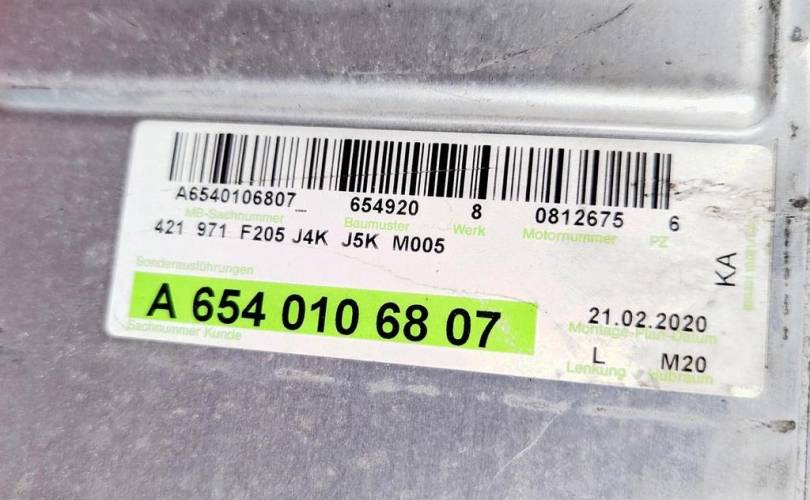 A6540106807_ 654920 8 0812675 6
MB-Sachnummer Baumuster Werk Motornummer PZ
421 971 F205 J4K J5K M005
Sonderausführungen
KA
A 654 010 68 07
21.02.2020
Sachnummer Kunde Montage-Plan-Datum
L M20
Lenkung Hubraum